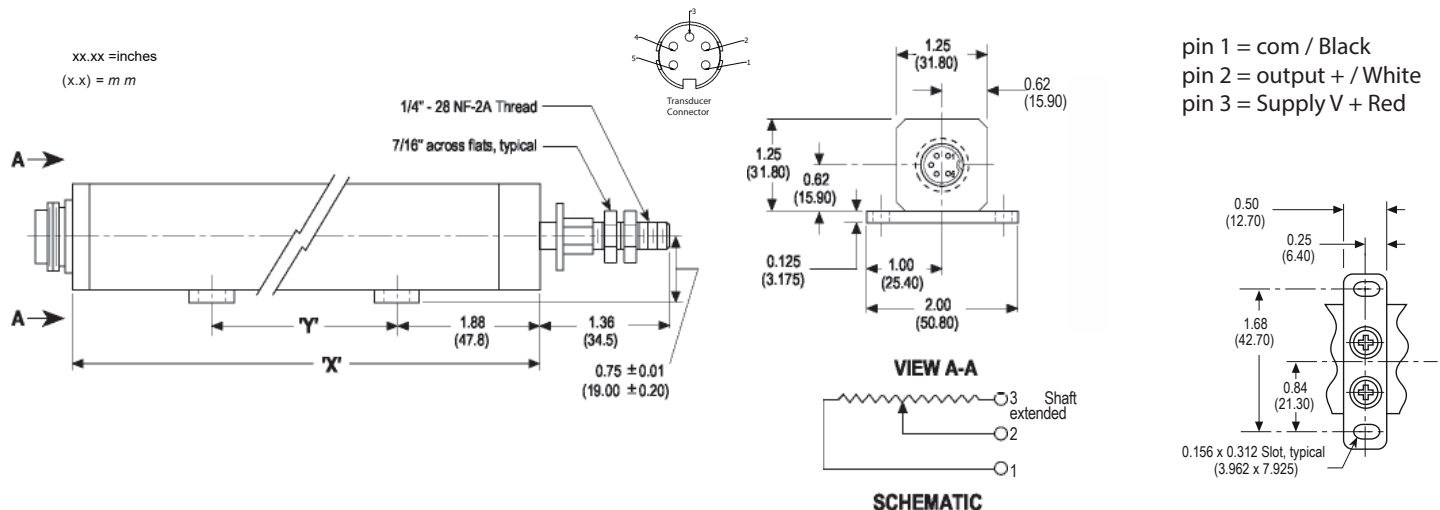 xx.xx =inches
(x.x) = m m
3
4
2
5
1
Transducer
Connector
1/4" - 28 NF-2A Thread
7/16" across flats, typical
A
A
'Y'
1.88
(47.8)
1.36
(34.5)
'X'
0.75 ±0.01
(19.00 ±0.20)
1.25
(31.80)
0.62
(15.90)
1.25
(31.80)
0.62
(15.90)
0.125
(3.175)
1.00
(25.40)
2.00
(50.80)
VIEW A-A
3 Shaft
extended
2
1
SCHEMATIC
pin 1 = com / Black
pin 2 = output + / White
pin 3 = Supply V + Red
0.50
(12.70)
0.25
(6.40)
1.68
(42.70)
0.84
(21.30)
0.156 x 0.312 Slot, typical
(3.962 x 7.925)